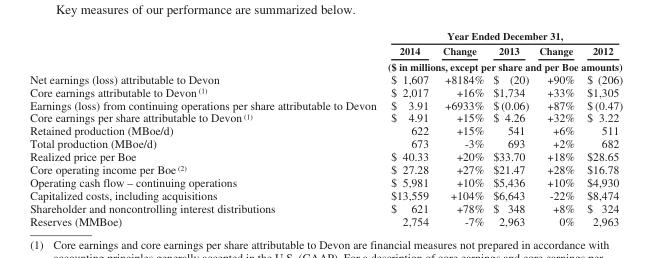 Key measures of our performance are summarized below.
Year Ended December 31,
2014 Change 2013 Change 2012
($ in millions, except per share and per Boe amounts)
Net earnings (loss) attributable to Devon $ 1,607 +8184% $ (20) +90% $ (206)
Core earnings attributable to Devon (1) $ 2,017 +16% $1,734 +33% $1,305
Earnings (loss) from continuing operations per share attributable to Devon $ 3.91 +6933% $(0.06) +87% $(0.47)
Core earnings per share attributable to Devon (1) $ 4.91 +15% $ 4.26 +32% $ 3.22
Retained production (MBoe/d) 622 +15% 541 +6% 511
Total production (MBoe/d) 673 -3% 693 +2% 682
Realized price per Boe $ 40.33 +20% $33.70 +18% $28.65
Core operating income per Boe (2) $ 27.28 +27% $21.47 +28% $16.78
Operating cash flow – continuing operations $ 5,981 +10% $5,436 +10% $4,930
Capitalized costs, including acquisitions $13,559 +104% $6,643 -22% $8,474
Shareholder and noncontrolling interest distributions $ 621 +78% $ 348 +8% $ 324
Reserves (MMBoe) 2,754 -7% 2,963 0% 2,963
(1) Core earnings and core earnings per share attributable to Devon are financial measures not prepared in accordance with